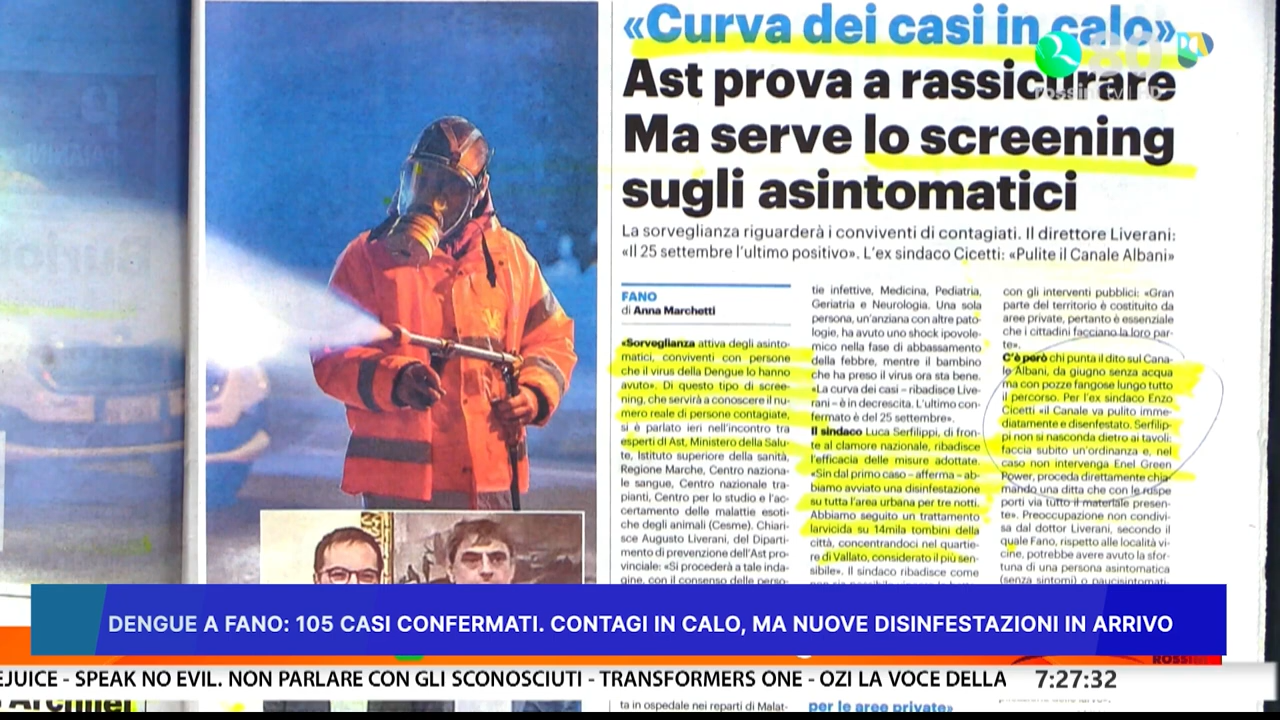 «Curva dei casi in calo»
Ast prova a rassicurare
Ma serve lo screening
sugli asintomatici
La sorveglianza riguarderà i conviventi di contagiati. Il direttore Liverani:
«Il 25 settembre l'ultimo positivo». L'ex sindaco Cicetti: «Pulite il Canale Albani»
FANO
di Anna Marchetti
«Sorveglianza attiva degli asinto-
matici, conviventi con persone
che il virus della Dengue lo hanno
avuto». Di questo tipo di scree-
ning, che servirà a conoscere il nu-
mero reale di persone contagiate,
si è parlato ieri nell'incontro tra
esperti di Ast, Ministero della Salu-
te, Istituto superiore della sanità,
Regione Marche, Centro naziona-
le sangue, Centro nazionale tra-
pianti, Centro per lo studio e l'ac-
certamento delle malattie esoti-
che degli animali (Cesme). Chiari-
sce Augusto Liverani, del Diparti-
mento di prevenzione dell'Ast pro-
vinciale: «Si procederà a tale inda-
gine, con il consenso delle perso-
tie infettive, Medicina, Pediatria,
Geriatria e Neurologia. Una sola
persona, un'anziana con altre pato-
logie, ha avuto uno shock ipovole-
mico nella fase di abbassamento
della febbre, mentre il bambino
che ha preso il virus ora sta bene.
«La curva dei casi – ribadisce Live-
rani – è in decrescita. L'ultimo con-
fermato è del 25 settembre».
Il sindaco Luca Serfilippi, di fron-
te al clamore nazionale, ribadisce
l'efficacia delle misure adottate.
«Sin dal primo caso – afferma – ab-
biamo avviato una disinfestazione
su tutta l'area urbana per tre notti.
Abbiamo seguito un trattamento
larvicida su 14mila tombini della
città, concentrandoci nel quartie-
re di Vallato, considerato il più sen-
sibile». Il sindaco ribadisce come
con gli interventi pubblici: «Gran
parte del territorio è costituito da
aree private, pertanto è essenziale
che i cittadini facciano la loro par-
te».
C'è però chi punta il dito sul Cana-
le Albani, da giugno senza acqua
ma con pozze fangose lungo tutto
il percorso. Per l'ex sindaco Enzo
Cicetti «il Canale va pulito imme-
diatamente e disenfestato. Serfilip-
pi non si nasconda dietro ai tavoli:
faccia subito un'ordinanza e, nel
caso non intervenga Enel Green
Power, proceda direttamente chia-
mando una ditta che con le ruspe
porti via tutto il materiale presen-
te». Preoccupazione non condivi-
sa dal dottor Liverani, secondo il
quale Fano, rispetto alle località vi-
cine, potrebbe avere avuto la sfor-
tuna di una persona asintomatica
(senza sintomi) o paucisintomati-
DENGUE A FANO: 105 CASI CONFERMATI. CONTAGI IN CALO, MA NUOVE DISINFESTAZIONI IN ARRIVO
EJUICE - SPEAK NO EVIL. NON PARLARE CON GLI SCONOSCIUTI - TRANSFORMERS ONE - OZI LA VOCE DELLA
7:27:32
ta in ospedale nei reparti di Malat-
per le aree private»